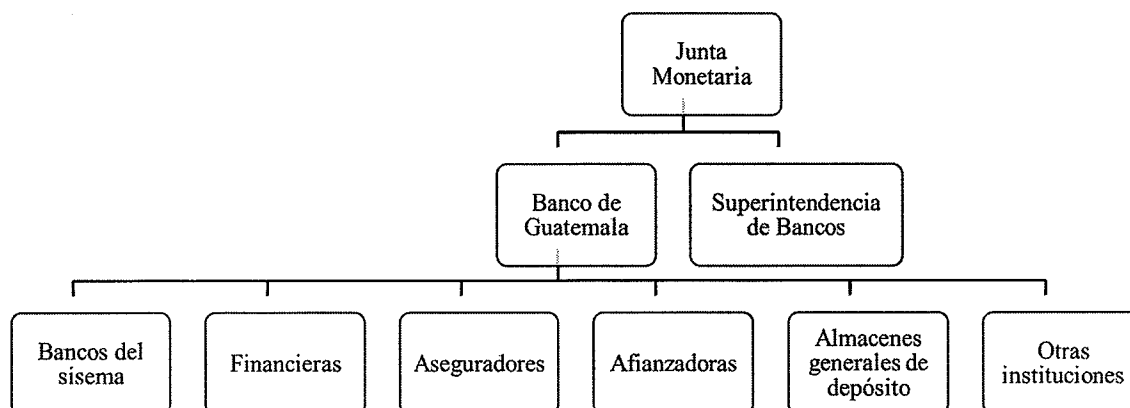 Junta
Monetaria
Banco de
Guatemala
Superintendencia
de Bancos
Bancos del
sisema
Financieras
Aseguradores
Afianzadoras
Almacenes
generales de
depósito
Otras
instituciones